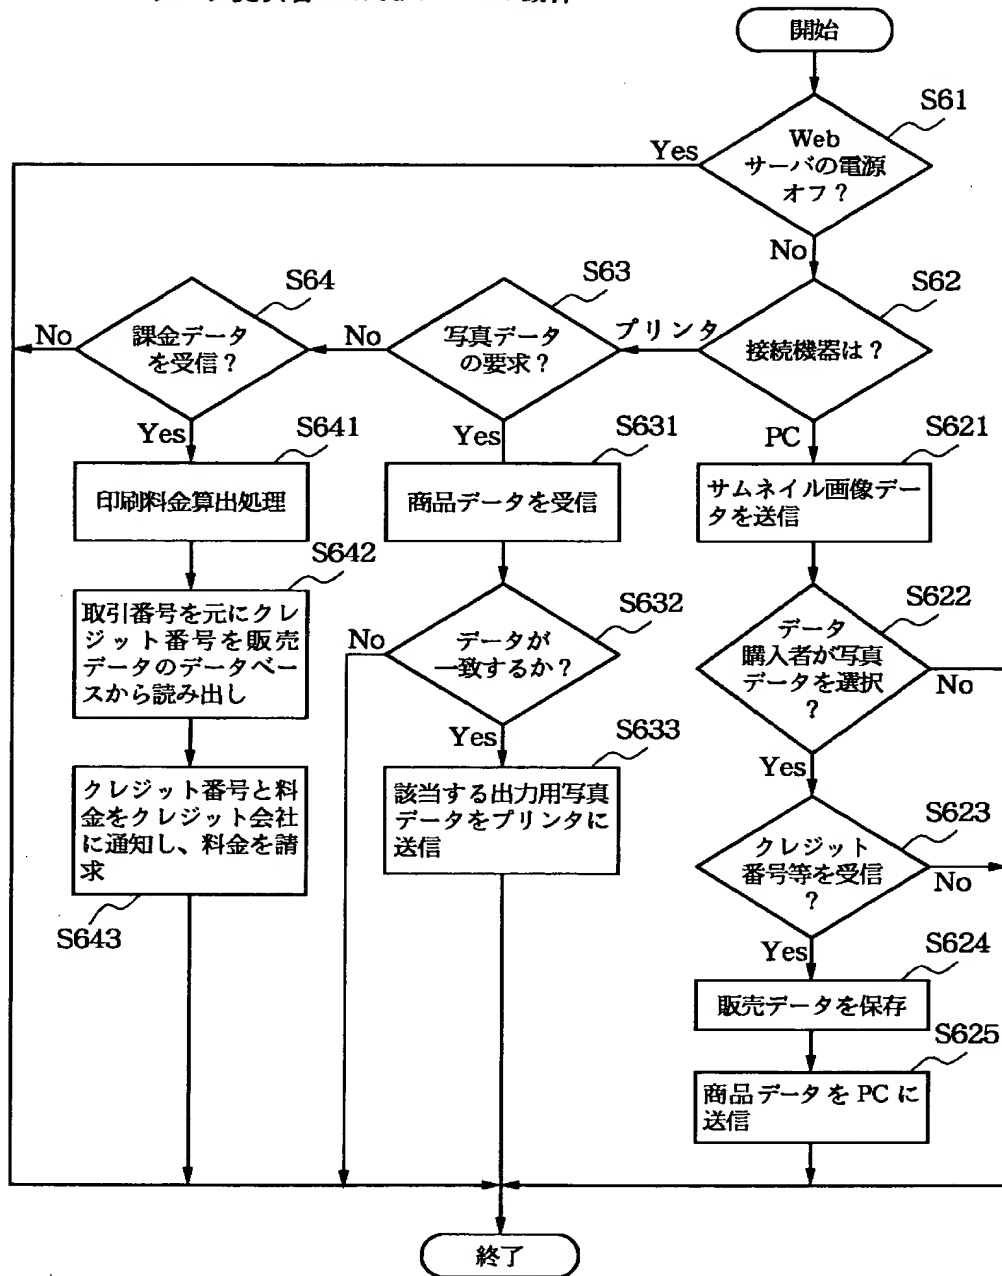 開始
S61
Web
サーバの電源
オフ?
Yes
No
S62
接続機器は?
プリンタ
PC
S63
写真データ
の要求?
No
Yes
S64
課金データ
を受信?
No
Yes
S641
印刷料金算出処理
S642
取引番号を元にクレ
ジット番号を販売
データのデータベー
スから読み出し
クレジット番号と料
金をクレジット会社
に通知し、料金を請
求
S643
S631
商品データを受信
S632
データが
一致するか?
No
Yes
S633
該当する出力用写真
データをプリンタに
送信
S621
サムネイル画像デー
タを送信
S622
データ
購入者が写真
データを選択
?
No
Yes
S623
クレジット
番号等を受信
?
No
Yes
S624
販売データを保存
S625
商品データを PC に
送信
終了